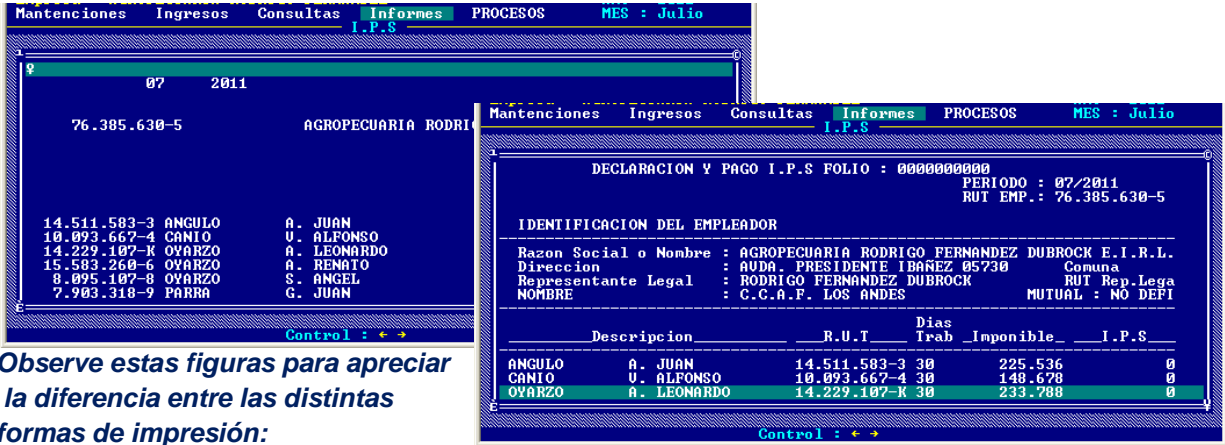 Mantenciones Ingresos Consultas Informes PROCESOS MES : Julio
I.P.S
07 2011
76.385.630-5 AGROPECUARIA RODRI
14.511.583-3 ANGULO A. JUAN
10.093.667-4 CANIO V. ALFONSO
14.229.107-K OYARZO A. LEONARDO
15.583.260-6 OYARZO A. RENATO
8.095.107-8 OYARZO S. ANGEL
7.903.318-9 PARRA G. JUAN
Control : ← →
Observe estas figuras para apreciar
la diferencia entre las distintas
formas de impresión:
Mantenciones Ingresos Consultas Informes PROCESOS MES : Julio
I.P.S
DECLARACION Y PAGO I.P.S FOLIO : 0000000000
PERIODO : 07/2011
RUT EMP.: 76.385.630-5
IDENTIFICACION DEL EMPLEADOR
Razon Social o Nombre : AGROPECUARIA RODRIGO FERNANDEZ DUBROCK E.I.R.L.
Direccion : AVDA. PRESIDENTE IBAÑEZ 05730 Comuna
Representante Legal : RODRIGO FERNANDEZ DUBROCK RUT Rep.Lega
NOMBRE : C.C.A.F. LOS ANDES MUTUAL : NO DEFI
Dias
Descripcion R.U.T Trab Imponible I.P.S
ANGULO A. JUAN 14.511.583-3 30 225.536 0
CANIO V. ALFONSO 10.093.667-4 30 148.678 0
OYARZO A. LEONARDO 14.229.107-K 30 233.788 0
Control : ← →